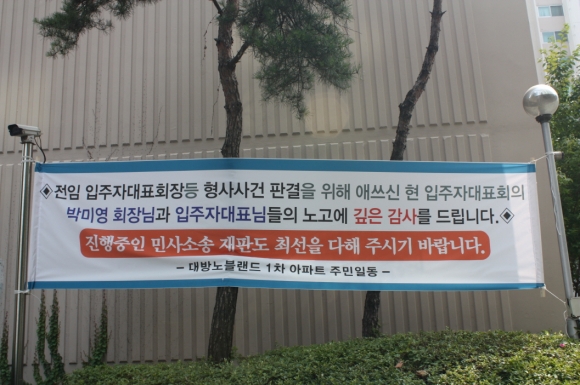 ◈전임 입주자대표회장등 형사사건 판결을 위해 애쓰신 현 입주자대표회의
박미영 회장님과 입주자대표님들의 노고에 깊은 감사를 드립니다.◈
진행중인 민사소송 재판도 최선을 다해 주시기 바랍니다.
- 대방노블랜드 1차 아파트 주민일동 -